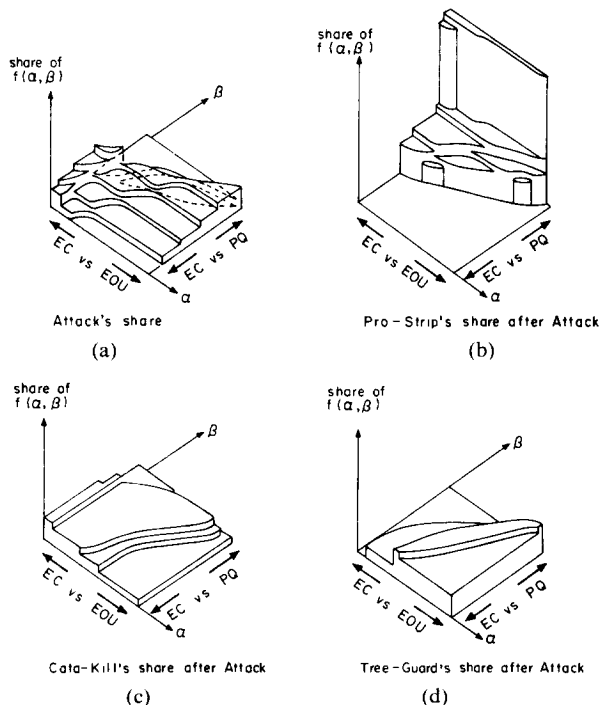 share of
f(α,β)
β
EC vs EOU
EC vs PQ
α
Attack's share
(a)
share of
f(α,β)
β
EC vs EOU
EC vs PQ
α
Pro-Strip's share after Attack
(b)
share of
f(α,β)
β
EC vs EOU
EC vs PQ
α
Cata-Kill's share after Attack
(c)
share of
f(α,β)
β
EC vs EOU
EC vs PQ
α
Tree-Guard's share after Attack
(d)